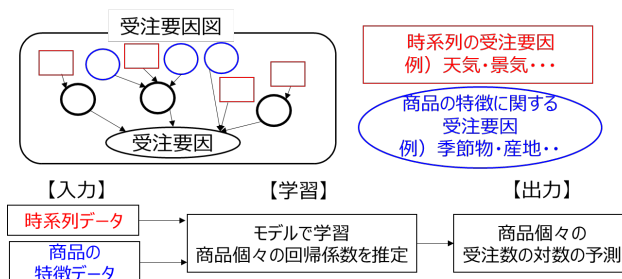 受注要因図
受注要因
時系列の受注要因
例）天気・景気・・・
商品の特徴に関する
受注要因
例）季節物・産地・・
【入力】
【学習】
【出力】
時系列データ
商品の
特徴データ
モデルで学習
商品個々の回帰係数を推定
商品個々の
受注数の対数の予測